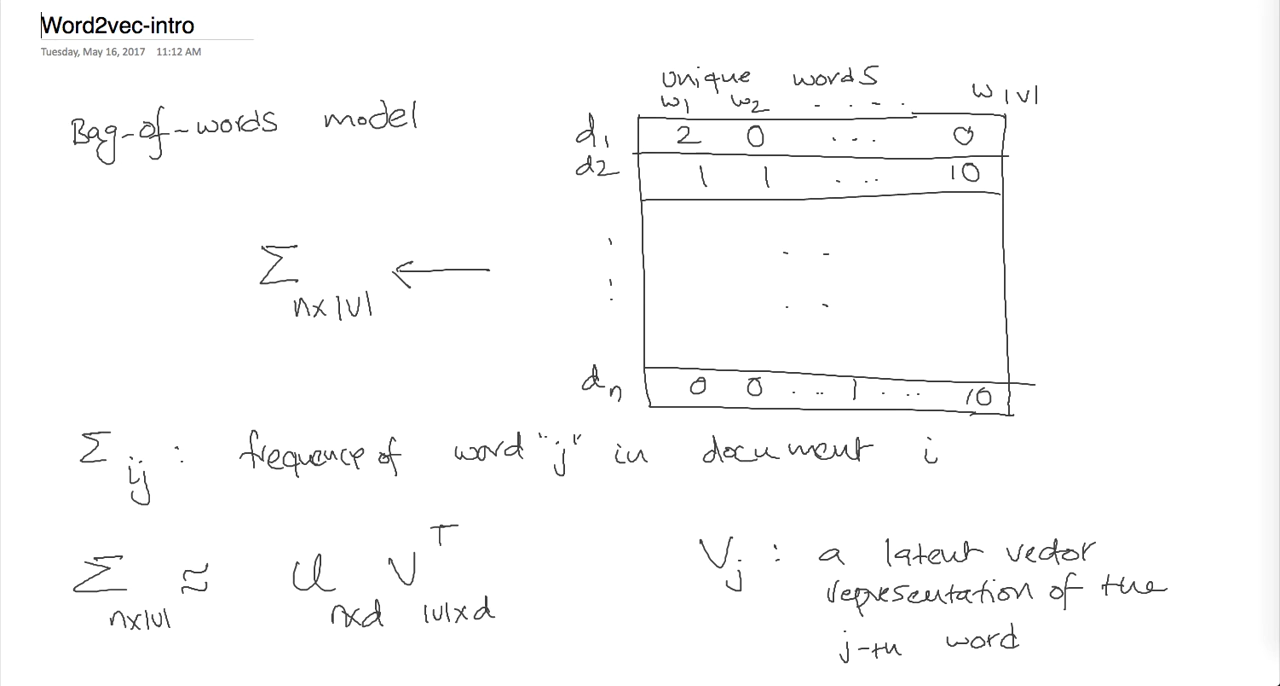 Word2vec-intro
Tuesday, May 16, 2017 11:12 AM
Bag-of-words model
unique words
w1 w2 - . - . w|v|
d1 2 0 ... 0
d2 1 1 ... 10
dn 0 0 ... 1 ... 10
Σ n×|v| ←
Σ ij : frequence of word "j" in document i
Σ n×|v| ≈ U n×d V^T |v|×d
Vj : a latent vector
representation of the
j-th word